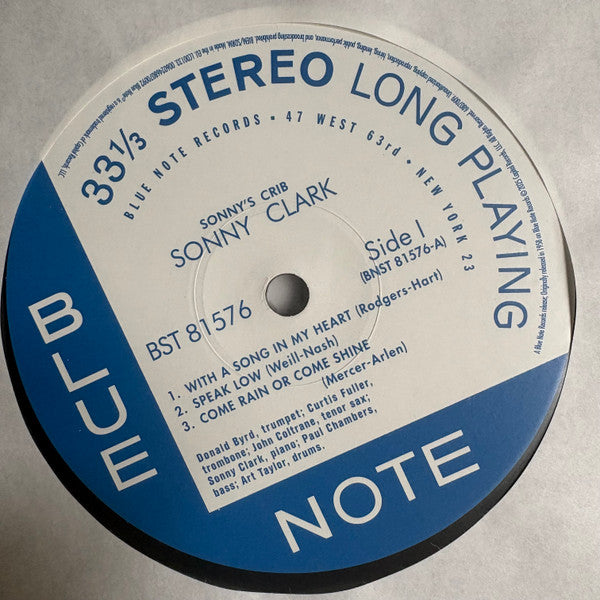 33⅓ STEREO LONG PLAYING
BLUE NOTE RECORDS • 47 WEST 63rd • NEW YORK 23
SONNY'S CRIB
SONNY CLARK
Side 1
(BNST 81576-A)
BST 81576
1. WITH A SONG IN MY HEART (Rodgers-Hart)
2. SPEAK LOW (Weill-Nash)
3. COME RAIN OR COME SHINE
(Mercer-Arlen)
Donald Byrd, trumpet; Curtis Fuller,
trombone; John Coltrane, tenor sax;
Sonny Clark, piano; Paul Chambers,
bass; Art Taylor, drums.
BLUE
NOTE